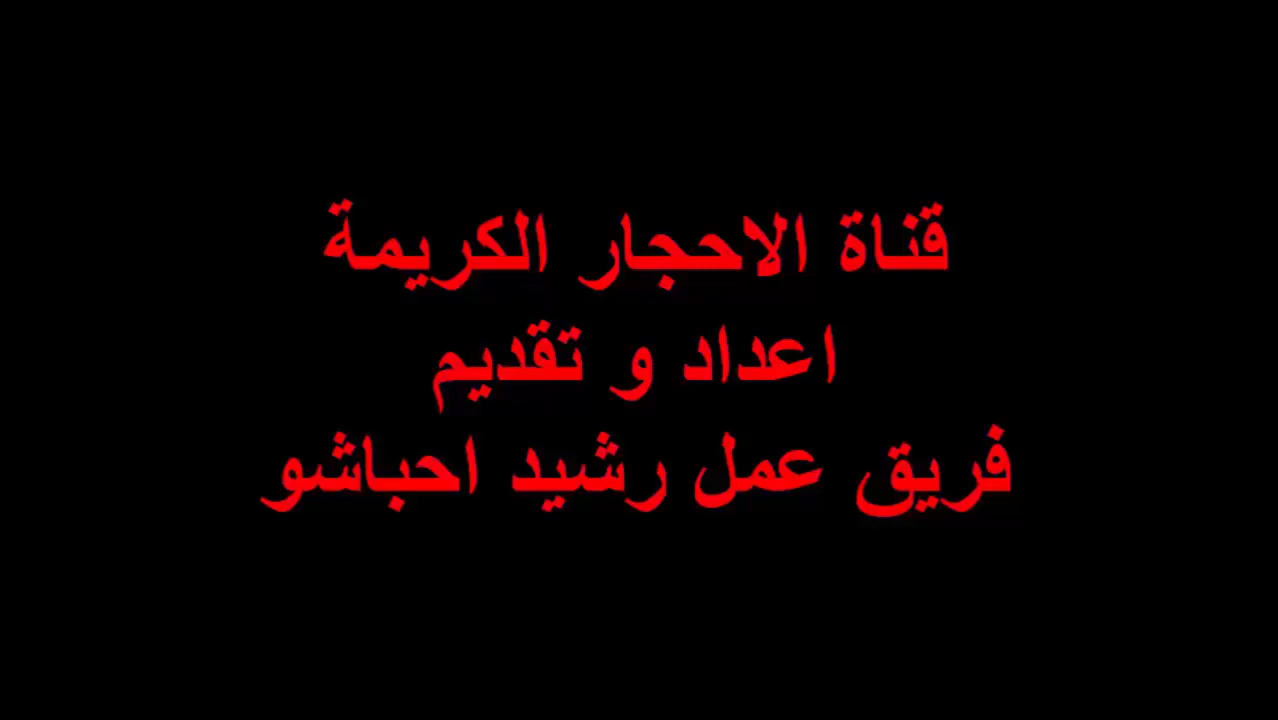 قناة الاحجار الكريمة
اعداد و تقديم
فريق عمل رشيد احباشو